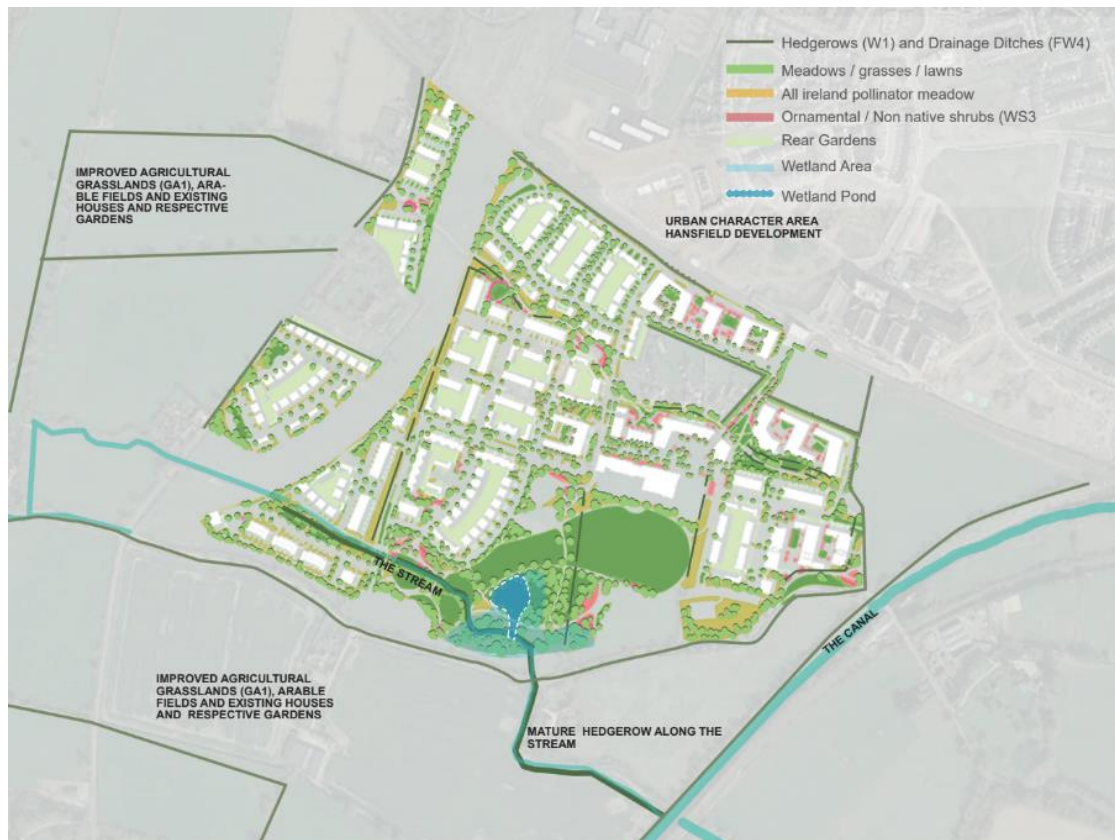 Hedgerows (W1) and Drainage Ditches (FW4)
Meadows / grasses / lawns
All ireland pollinator meadow
Ornamental / Non native shrubs (WS3
Rear Gardens
Wetland Area
Wetland Pond
IMPROVED AGRICULTURAL
GRASSLANDS (GA1), ARA-
BLE FIELDS AND EXISTING
HOUSES AND RESPECTIVE
GARDENS
URBAN CHARACTER AREA
HANSFIELD DEVELOPMENT
THE STREAM
THE CANAL
IMPROVED AGRICULTURAL
GRASSLANDS (GA1), ARABLE
FIELDS AND EXISTING HOUSES
AND RESPECTIVE GARDENS
MATURE HEDGEROW ALONG THE
STREAM